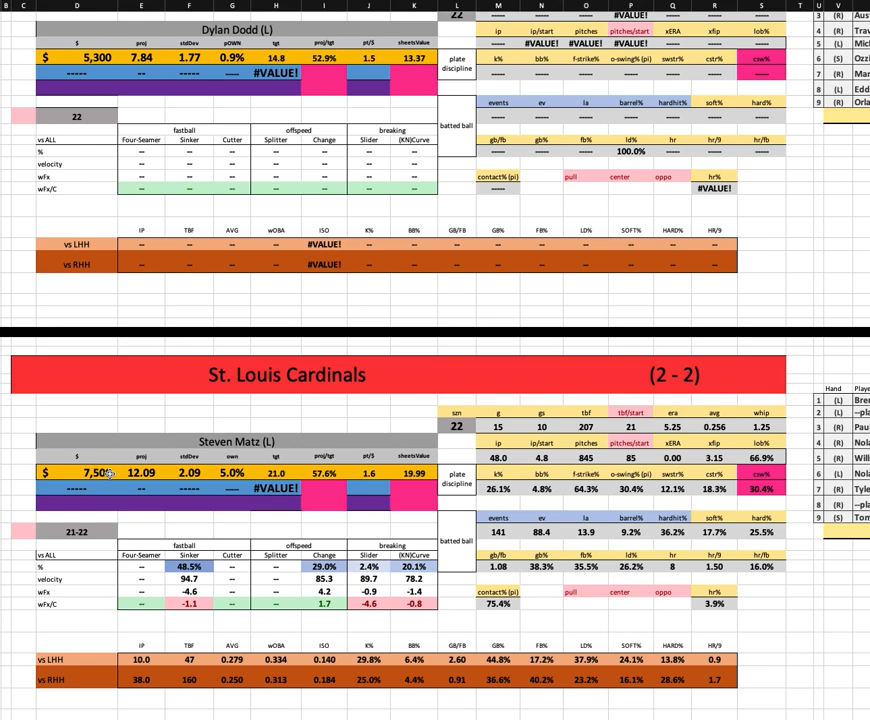 B C D E F G H I J K L M N O P Q R S T U V
22 ----- ----- ----- #VALUE! ----- ----- ----- 3 (R)
Dylan Dodd (L) ip ip/start pitches pitches/start xERA xfip lob% 4 (R)
$ proj stdDev pOWN tgt proj/tgt pt/$ sheetsValue ----- #VALUE! #VALUE! #VALUE! ----- ----- ----- 5 (L)
$ 5,300 7.84 1.77 0.9% 14.8 52.9% 1.5 13.37 plate discipline k% bb% f-strike% o-swing% (pi) swstr% cstr% csw% 6 (S)
----- ----- ---- #VALUE! ----- ----- ----- ----- ----- ----- ----- 7 (R)
8 (L)
events ev la barrel% hardhit% soft% hard% 9 (R)
22 batted ball ----- ----- ----- ----- ----- ----- -----
fastball offspeed breaking
vs ALL Four-Seamer Sinker Cutter Splitter Change Slider (KN)Curve gb/fb gb% fb% ld% hr hr/9 hr/fb
% -- -- -- -- -- -- -- ----- ----- ----- 100.0% ----- ----- -----
velocity -- -- -- -- -- -- --
wFx -- -- -- -- -- -- -- contact% (pi) pull center oppo hr%
wFx/C -- -- -- -- -- -- -- ----- #VALUE!
IP TBF AVG wOBA ISO K% BB% GB/FB GB% FB% LD% SOFT% HARD% HR/9
vs LHH -- -- -- -- #VALUE! -- -- -- -- -- -- -- -- --
vs RHH -- -- -- -- #VALUE! -- -- -- -- -- -- -- -- --
St. Louis Cardinals (2 - 2)
Hand
1 (L)
szn g gs tbf tbf/start era avg whip 2 (L)
22 15 10 207 21 5.25 0.256 1.25 3 (R)
Steven Matz (L) ip ip/start pitches pitches/start xERA xfip lob% 4 (R)
$ proj stdDev own tgt proj/tgt pt/$ sheetsValue 48.0 4.8 845 85 0.00 3.15 66.9% 5 (R)
$ 12.09 2.09 5.0% 21.0 57.6% 1.6 19.99 plate discipline k% bb% f-strike% o-swing% (pi) swstr% cstr% csw% 6 (L)
----- ----- ---- #VALUE! 26.1% 4.8% 64.3% 30.4% 12.1% 18.3% 30.4% 7 (R)
8 (R)
events ev la barrel% hardhit% soft% hard% 9 (S)
21-22 batted ball 141 88.4 13.9 9.2% 36.2% 17.7% 25.5%
fastball offspeed breaking
vs ALL Four-Seamer Sinker Cutter Splitter Change Slider (KN)Curve gb/fb gb% fb% ld% hr hr/9 hr/fb
% -- 48.5% -- -- 29.0% 2.4% 20.1% 1.08 38.3% 35.5% 26.2% 8 1.50 16.0%
velocity -- 94.7 -- -- 85.3 89.7 78.2
wFx -- -4.6 -- -- 4.2 -0.9 -1.4 contact% (pi) pull center oppo hr%
wFx/C -- -1.1 -- -- 1.7 -4.6 -0.8 75.4% 3.9%
IP TBF AVG wOBA ISO K% BB% GB/FB GB% FB% LD% SOFT% HARD% HR/9
vs LHH 10.0 47 0.279 0.334 0.140 29.8% 6.4% 2.60 44.8% 17.2% 37.9% 24.1% 13.8% 0.9
vs RHH 38.0 160 0.250 0.313 0.184 25.0% 4.4% 0.91 36.6% 40.2% 23.2% 16.1% 28.6% 1.7